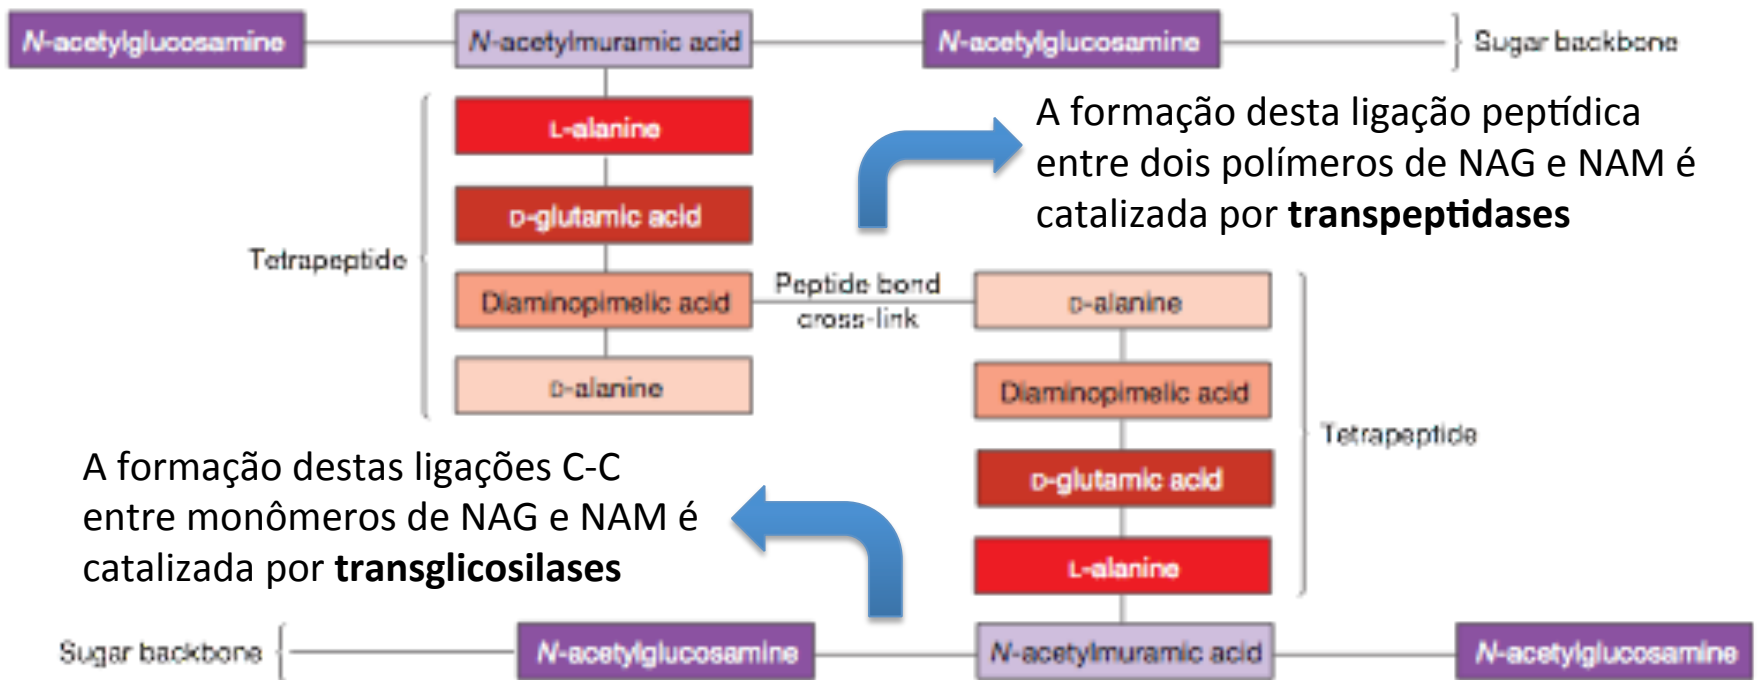 N-acetylglucosamine
N-acetylmuramic acid
N-acetylglucosamine
Sugar backbone
L-alanine
A formação desta ligação peptídica
entre dois polímeros de NAG e NAM é
catalizada por transpeptidases
D-glutamic acid
Tetrapeptide
Diaminopimelic acid
Peptide bond
cross-link
D-alanine
D-alanine
Diaminopimelic acid
Tetrapeptide
A formação destas ligações C-C
entre monômeros de NAG e NAM é
catalizada por transglicosilases
D-glutamic acid
L-alanine
Sugar backbone
N-acetylglucosamine
N-acetylmuramic acid
N-acetylglucosamine